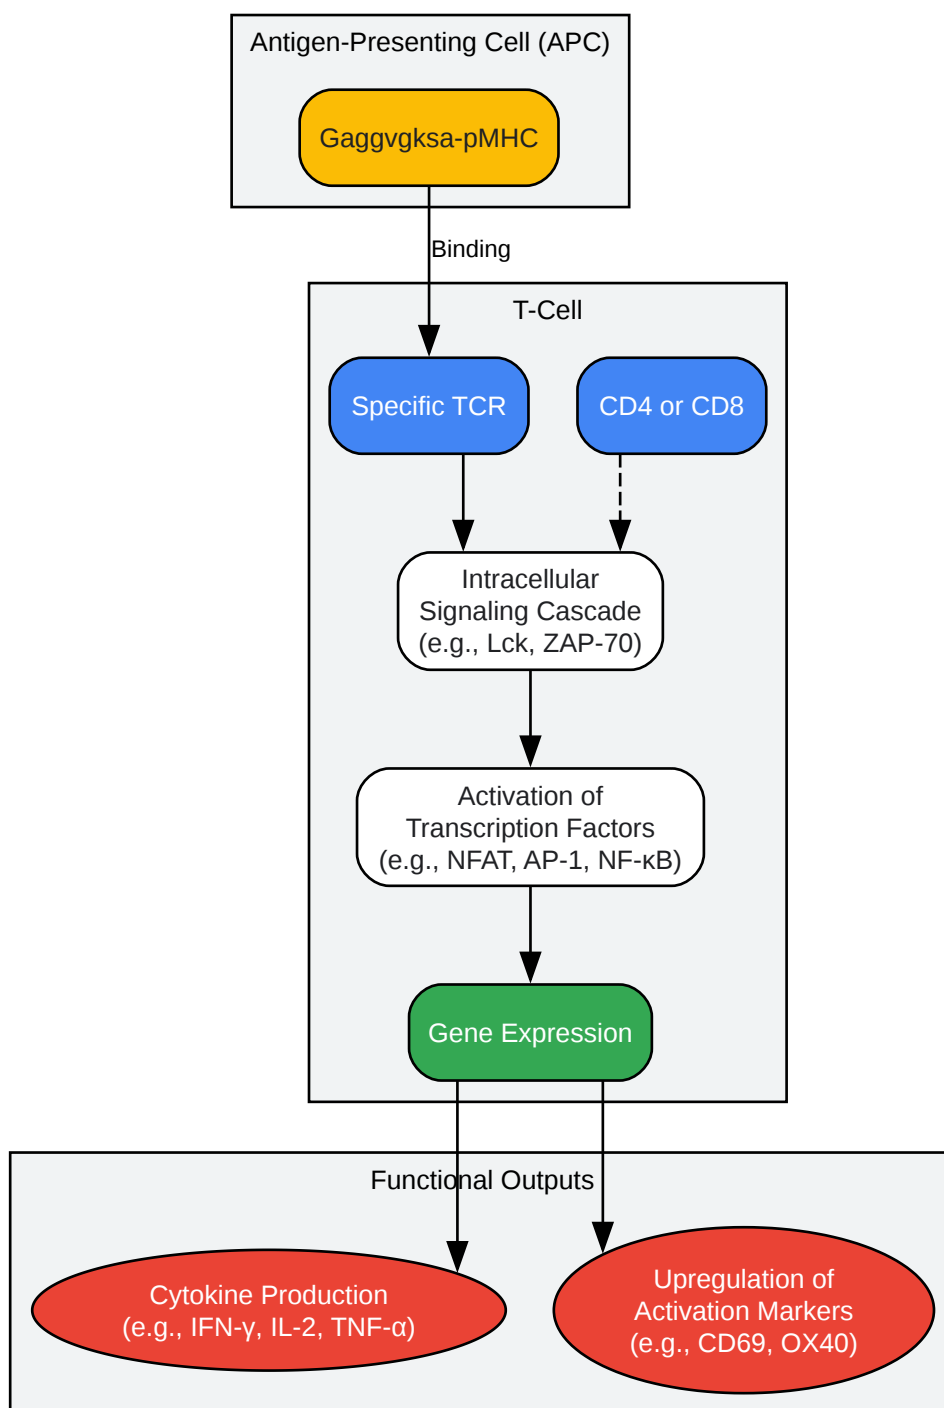 Antigen-Presenting Cell (APC)
Gaggvgksa-pMHC
Binding
T-Cell
Specific TCR
CD4 or CD8
Intracellular
Signaling Cascade
(e.g., Lck, ZAP-70)
Activation of
Transcription Factors
(e.g., NFAT, AP-1, NF-κB)
Gene Expression
Functional Outputs
Cytokine Production
(e.g., IFN-γ, IL-2, TNF-α)
Upregulation of
Activation Markers
(e.g., CD69, OX40)